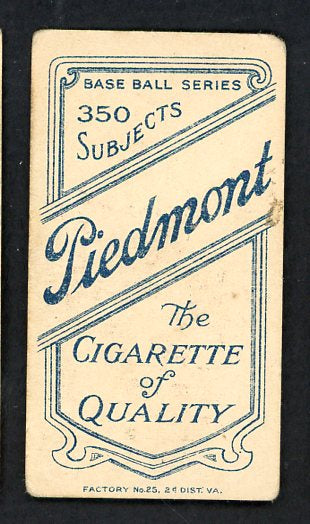 BASE BALL SERIES
350
SUBJECTS
Piedmont
The
CIGARETTE
of
QUALITY
FACTORY No. 25, 2d DIST. VA.